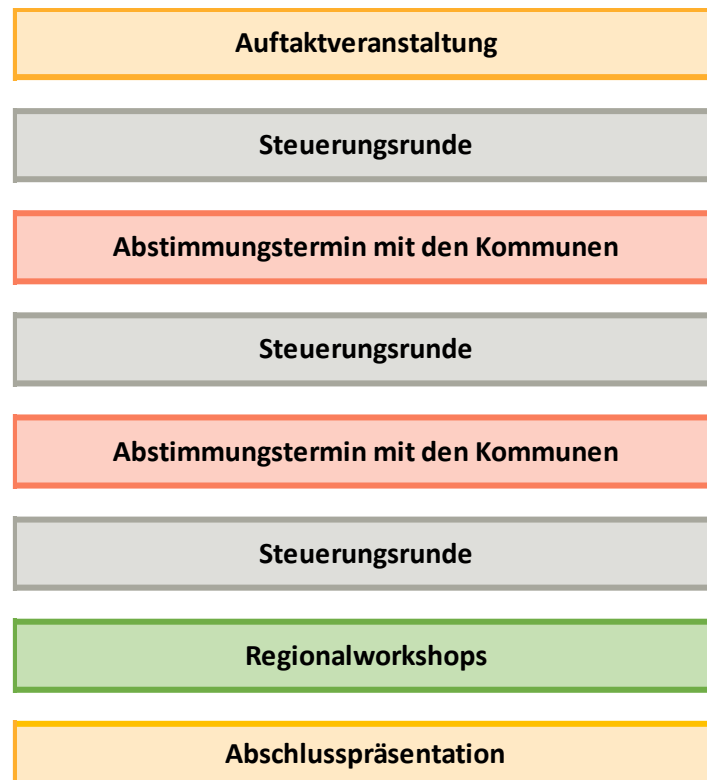 Auftaktveranstaltung
Steuerungsrunde
Abstimmungstermin mit den Kommunen
Steuerungsrunde
Abstimmungstermin mit den Kommunen
Steuerungsrunde
Regionalworkshops
Abschlusspräsentation